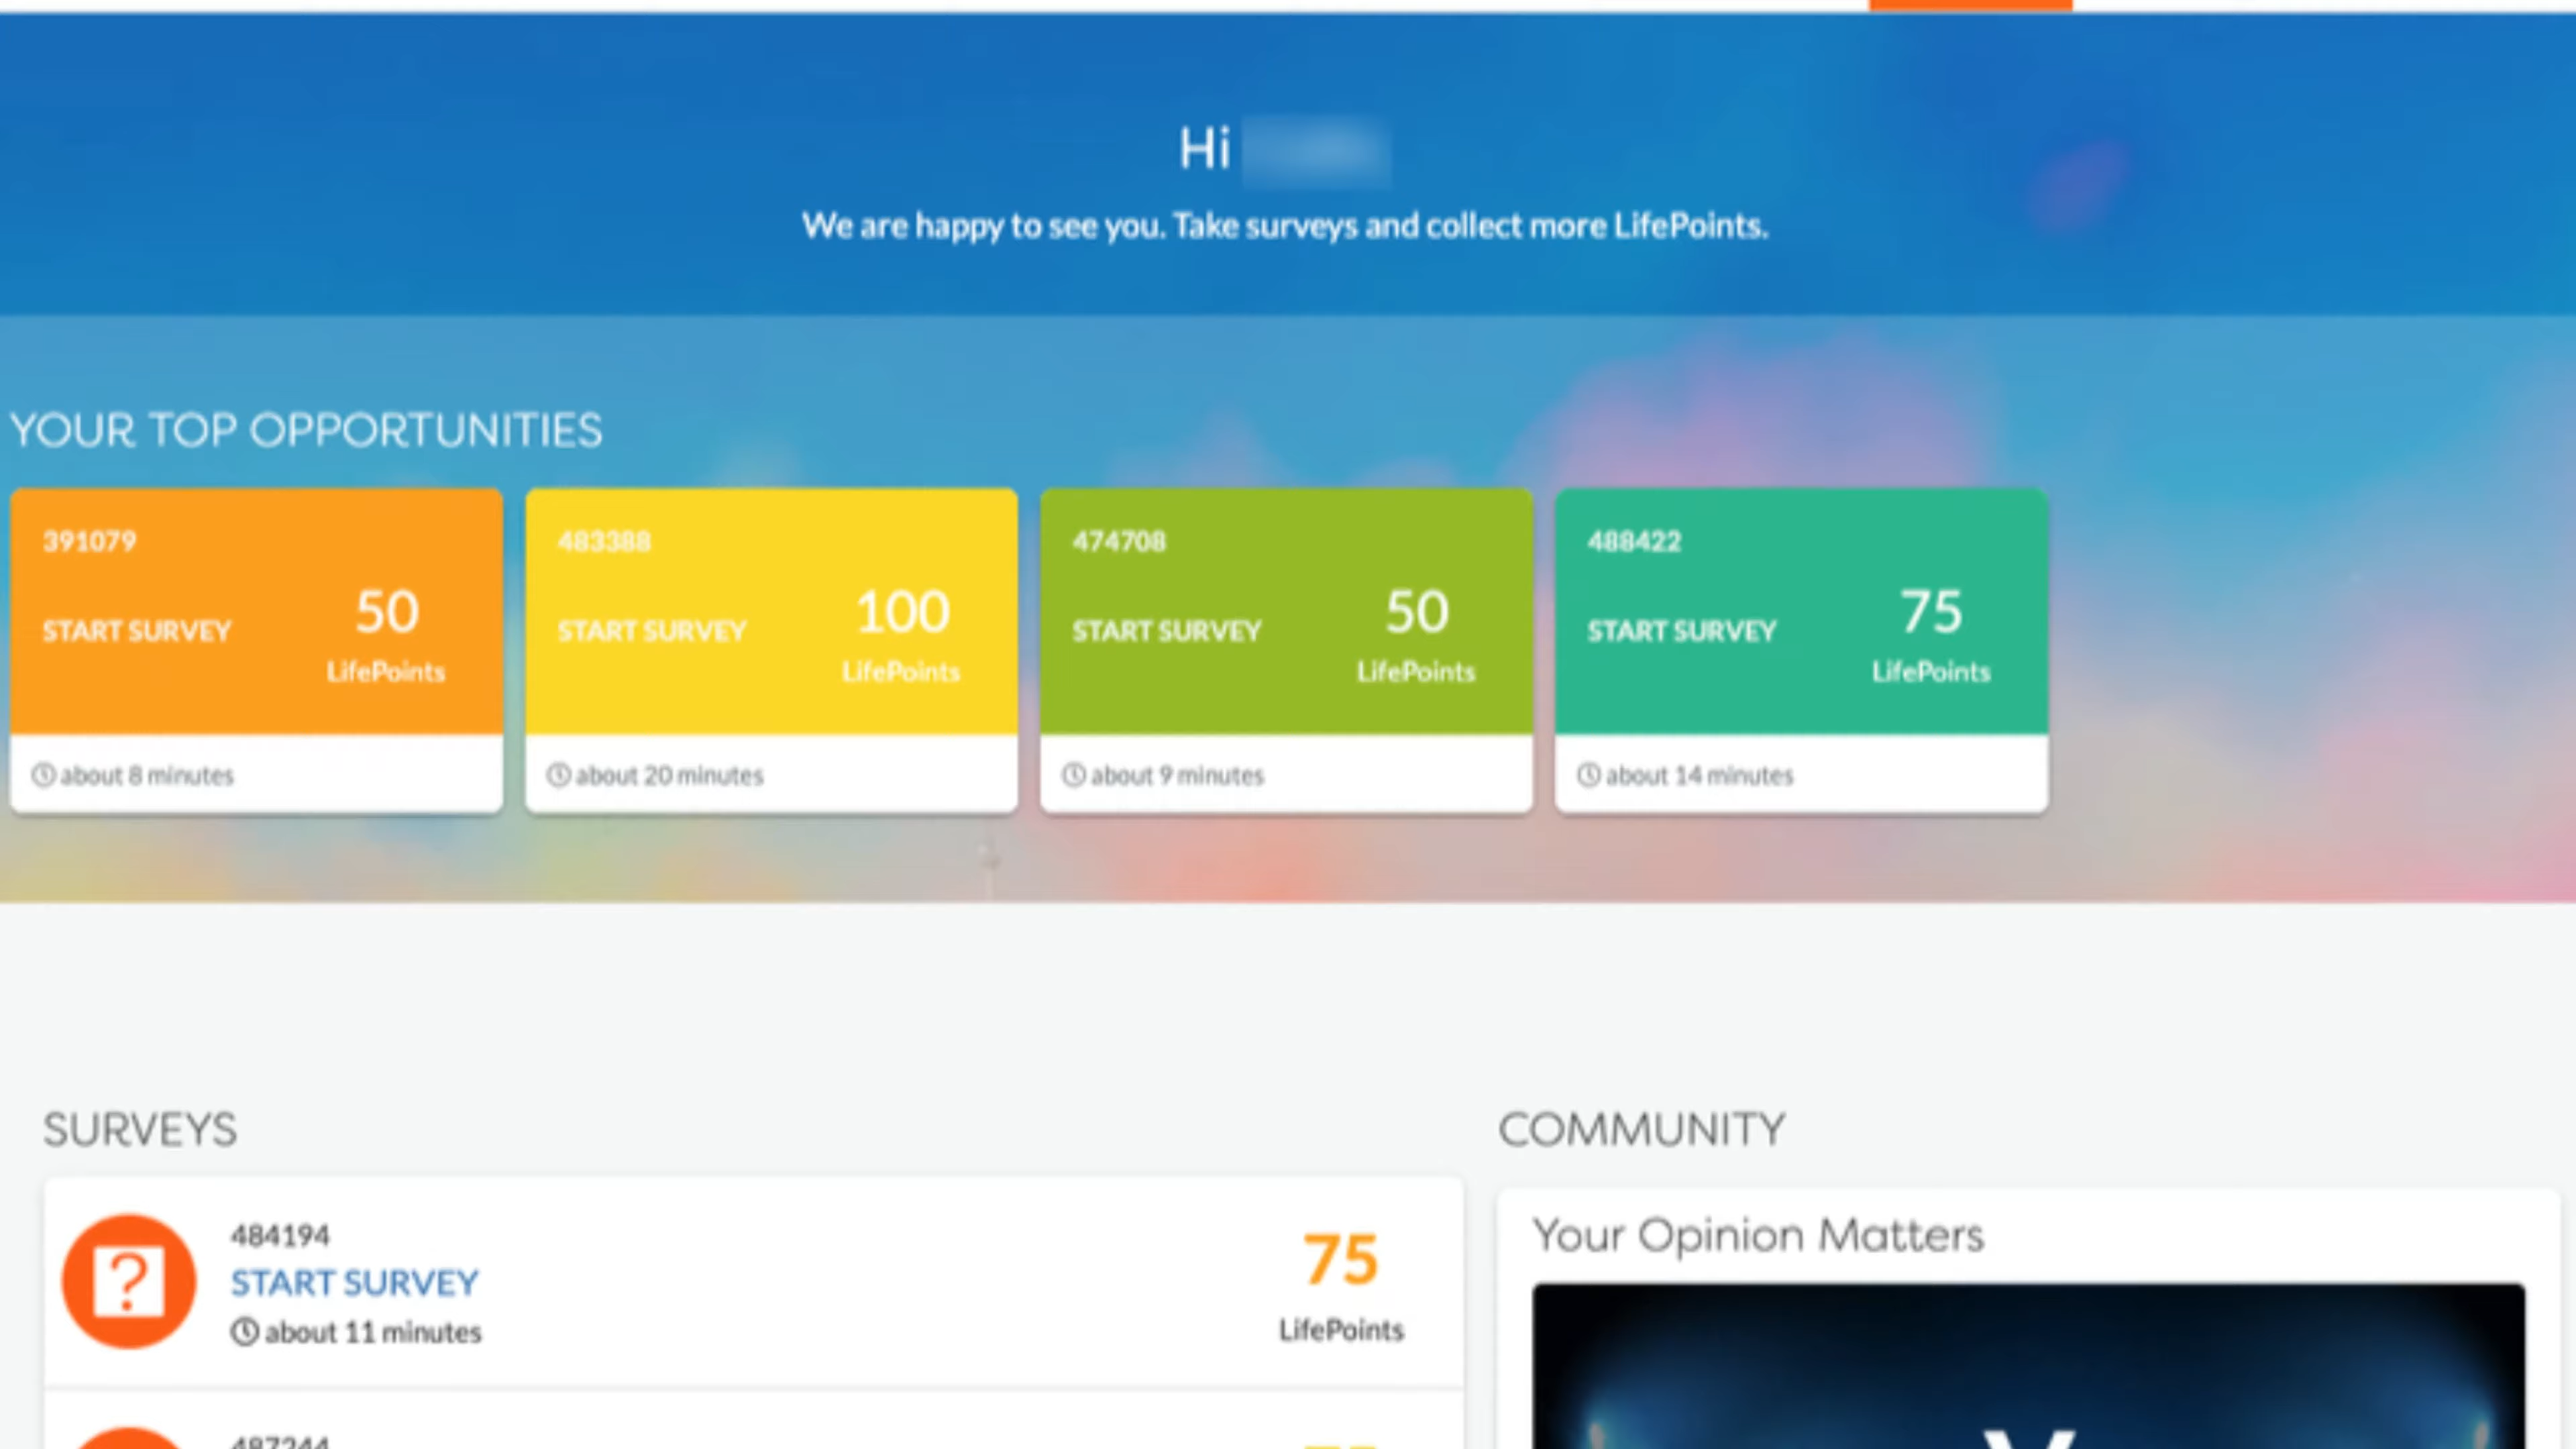 Hi
We are happy to see you. Take surveys and collect more LifePoints.
YOUR TOP OPPORTUNITIES
391079
START SURVEY
50
LifePoints
about 8 minutes
483388
START SURVEY
100
LifePoints
about 20 minutes
474708
START SURVEY
50
LifePoints
about 9 minutes
488422
START SURVEY
75
LifePoints
about 14 minutes
SURVEYS
484194
START SURVEY
about 11 minutes
75
LifePoints
COMMUNITY
Your Opinion Matters